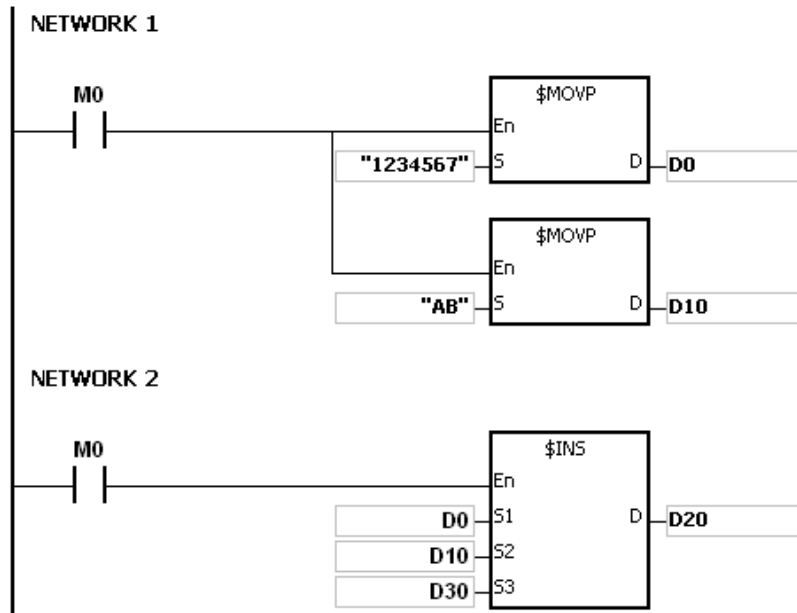 NETWORK 1
M0
$MOVP
En
"1234567" S D D0
$MOVP
En
"AB" S D D10
NETWORK 2
M0
$INS
En
D0 S1 D D20
D10 S2
D30 S3